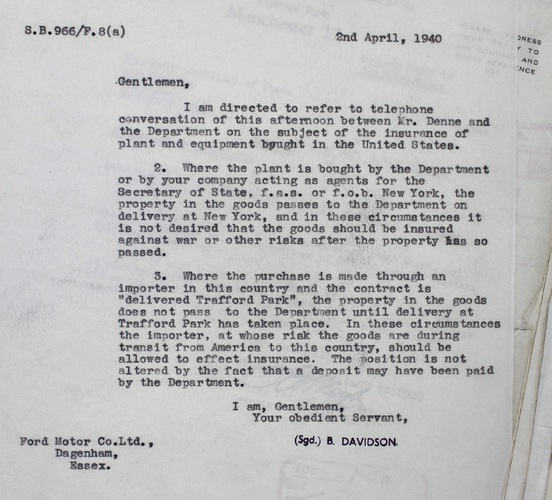 S.B.966/F.8(a)
2nd April, 1940
DRESS
Y TO
AND
NCE
Gentlemen,
I am directed to refer to telephone
conversation of this afternoon between Mr. Denne and
the Department on the subject of the insurance of
plant and equipment bought in the United States.
2. Where the plant is bought by the Department
or by your company acting as agents for the
Secretary of State, f.a.s. or f.o.b. New York, the
property in the goods passes to the Department on
delivery at New York, and in these circumstances it
is not desired that the goods should be insured
against war or other risks after the property has so
passed.
3. Where the purchase is made through an
importer in this country and the contract is
"delivered Trafford Park", the property in the goods
does not pass to the Department until delivery at
Trafford Park has taken place. In these circumstances
the importer, at whose risk the goods are during
transit from America to this country, should be
allowed to effect insurance. The position is not
altered by the fact that a deposit may have been paid
by the Department.
I am, Gentlemen,
Your obedient Servant,
(Sgd.) B. DAVIDSON.
Ford Motor Co.Ltd.,
Dagenham,
Essex.